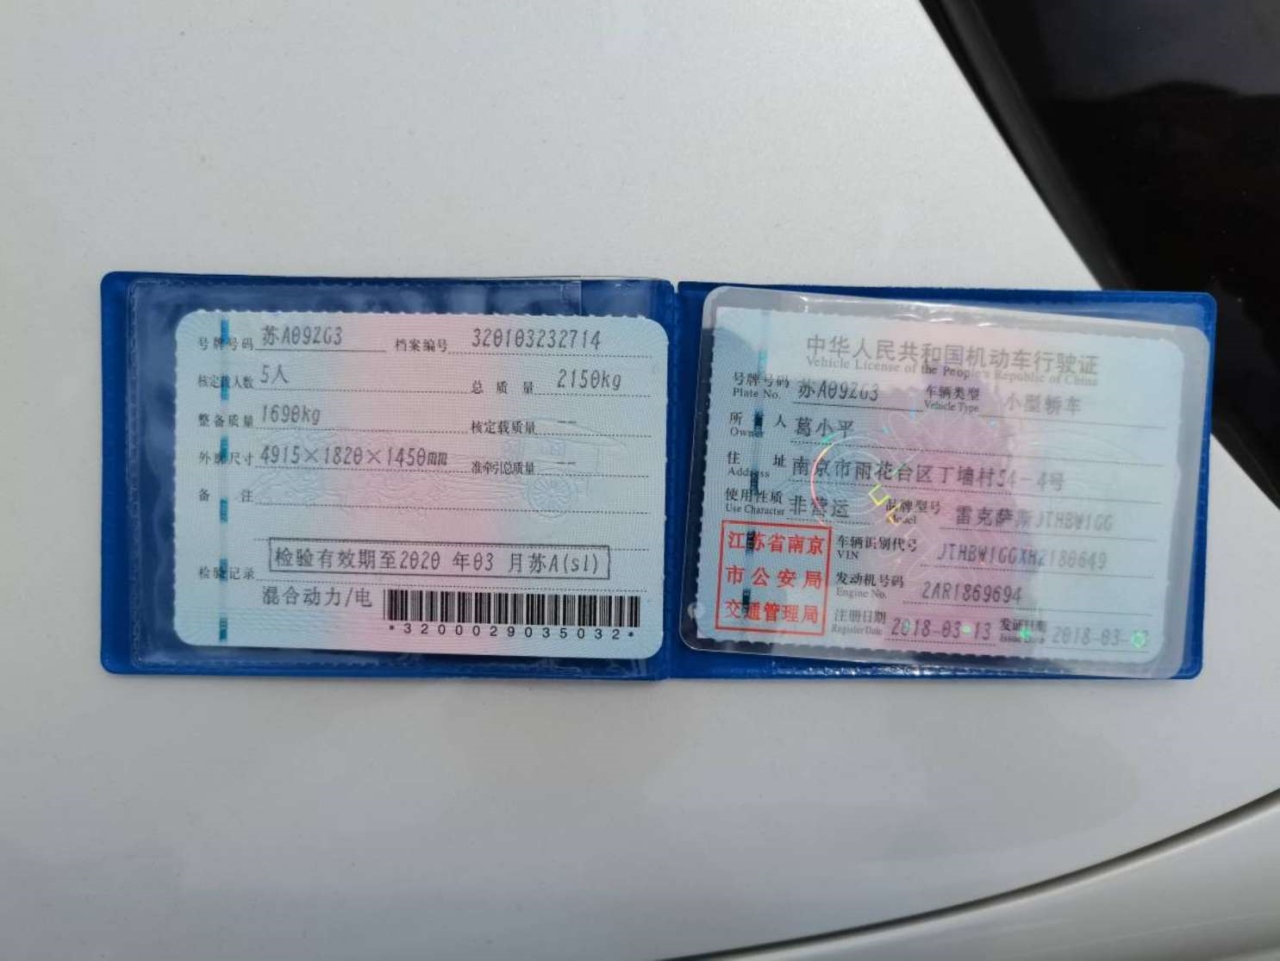 号牌号码 苏A09ZG3 档案编号 320103232714
核定载人数 5人 总质量 2150kg
整备质量 1690kg 核定载质量 --
外廓尺寸 4915×1820×1450mm 准牵引总质量 --
备注
检验记录 检验有效期至2020 年03 月苏A(sl)
混合动力/电
*3200029035032*
中华人民共和国机动车行驶证
Vehicle License of the People's Republic of China
号牌号码 苏A09ZG3 车辆类型 小型轿车
Plate No. Vehicle Type
所有人 葛小平
Owner
住址 南京市雨花台区丁墙村54-4号
Address
使用性质 非营运 品牌型号 雷克萨斯JTHBW1GG
Use Character Model
江苏省南京
市公安局
交通管理局
车辆识别代号 JTHBW1GGXH2180649
VIN
发动机号码 2AR1869694
Engine No.
注册日期 2018-03-13 发证日期 2018-03-
Register Date Issue Date